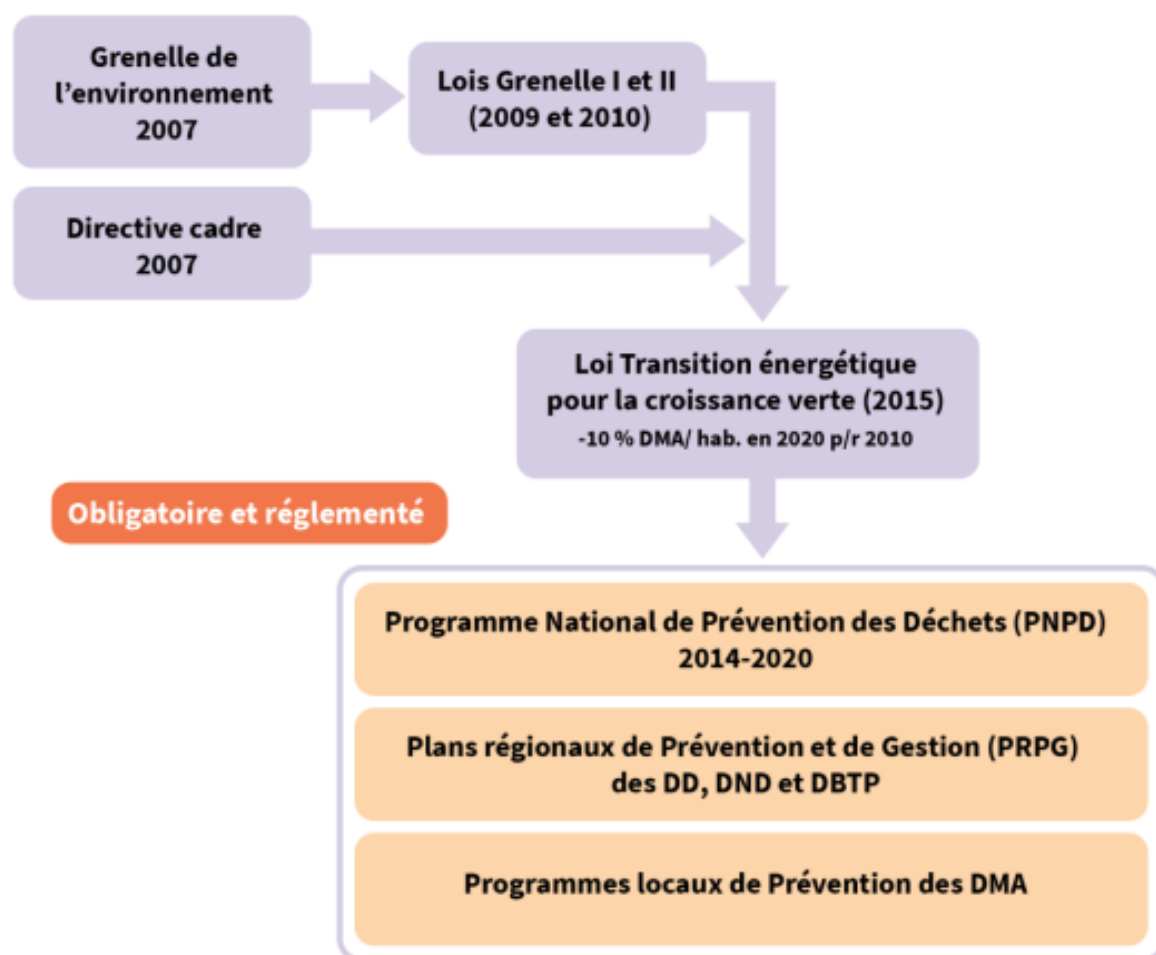 Grenelle de
l’environnement
2007
Lois Grenelle I et II
(2009 et 2010)
Directive cadre
2007
Loi Transition énergétique
pour la croissance verte (2015)
-10 % DMA/ hab. en 2020 p/r 2010
Obligatoire et réglementé
Programme National de Prévention des Déchets (PNPD)
2014-2020
Plans régionaux de Prévention et de Gestion (PRPG)
des DD, DND et DBTP
Programmes locaux de Prévention des DMA